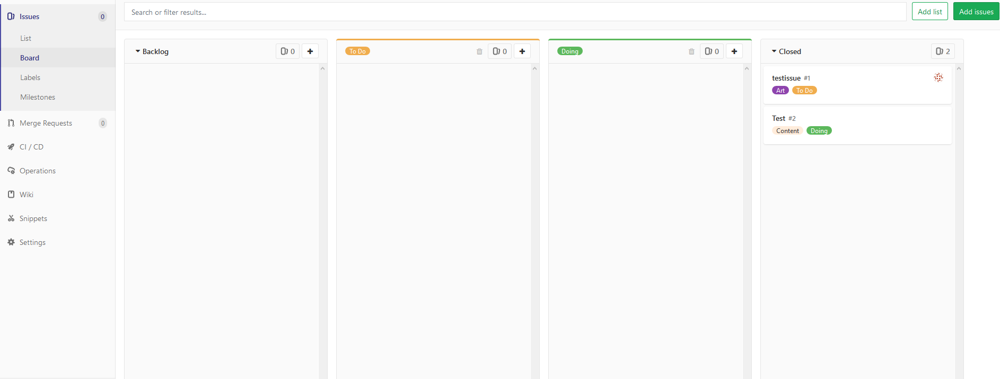 Issues 0
List
Board
Labels
Milestones
Merge Requests 0
CI / CD
Operations
Wiki
Snippets
Settings
Search or filter results...
Add list
Add issues
Backlog 0
To Do 0
Doing 0
Closed 2
testissue #1
Art To Do
Test #2
Content Doing